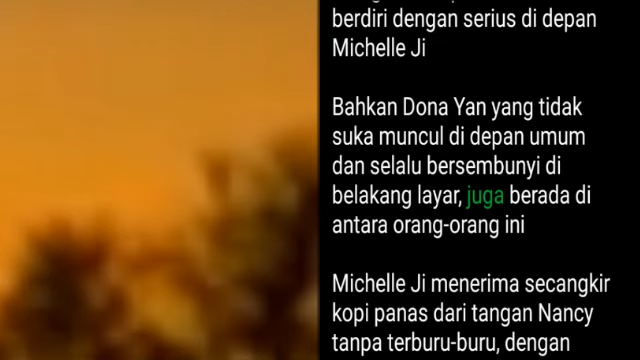 berdiri dengan serius di depan
Michelle Ji
Bahkan Dona Yan yang tidak
suka muncul di depan umum
dan selalu bersembunyi di
belakang layar, juga berada di
antara orang-orang ini
Michelle Ji menerima secangkir
kopi panas dari tangan Nancy
tanpa terburu-buru, dengan